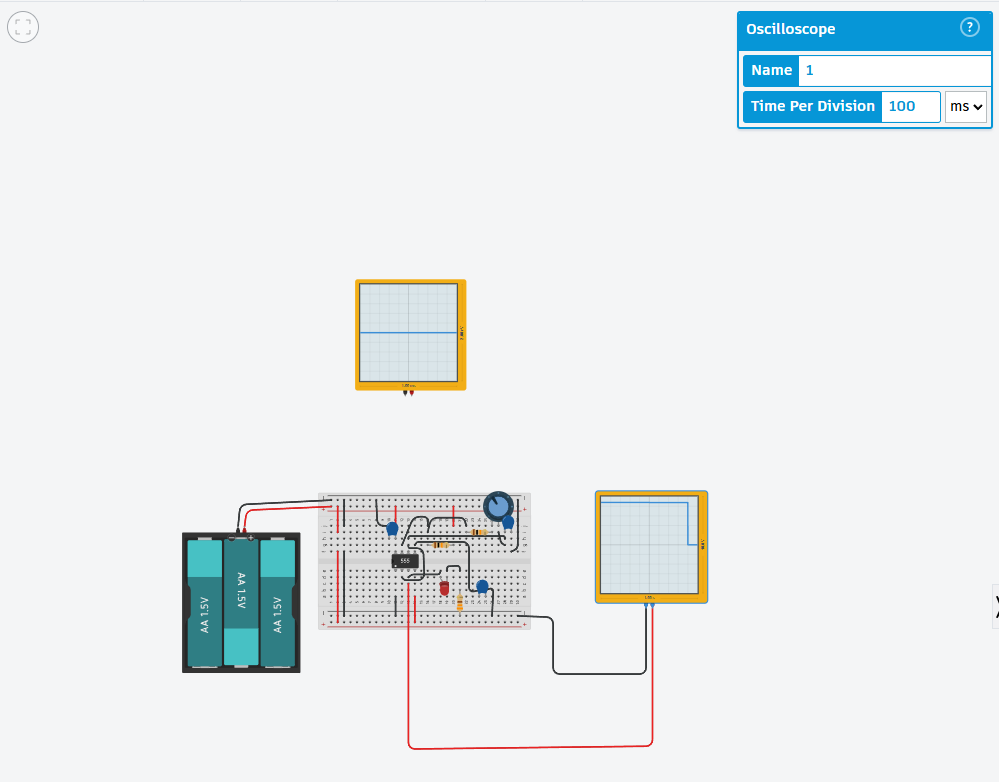 Oscilloscope
?
Name 1
Time Per Division 100 ms
555
AA 1.5V
AA 1.5V
AA 1.5V